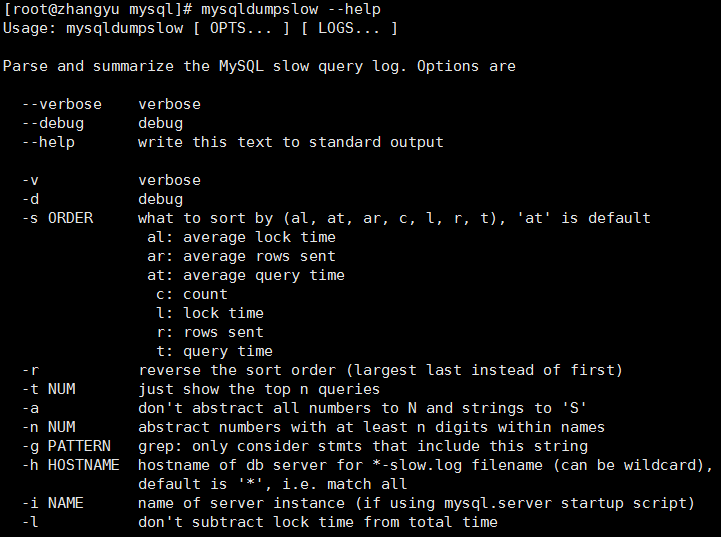 [root@zhangyu mysql]# mysqldumpslow --help
Usage: mysqldumpslow [ OPTS... ] [ LOGS... ]

Parse and summarize the MySQL slow query log. Options are

  --verbose    verbose
  --debug      debug
  --help       write this text to standard output

  -v           verbose
  -d           debug
  -s ORDER     what to sort by (al, at, ar, c, l, r, t), 'at' is default
                al: average lock time
                ar: average rows sent
                at: average query time
                 c: count
                 l: lock time
                 r: rows sent
                 t: query time
  -r           reverse the sort order (largest last instead of first)
  -t NUM       just show the top n queries
  -a           don't abstract all numbers to N and strings to 'S'
  -n NUM       abstract numbers with at least n digits within names
  -g PATTERN   grep: only consider stmts that include this string
  -h HOSTNAME  hostname of db server for *-slow.log filename (can be wildcard),
               default is '*', i.e. match all
  -i NAME      name of server instance (if using mysql.server startup script)
  -l           don't subtract lock time from total time